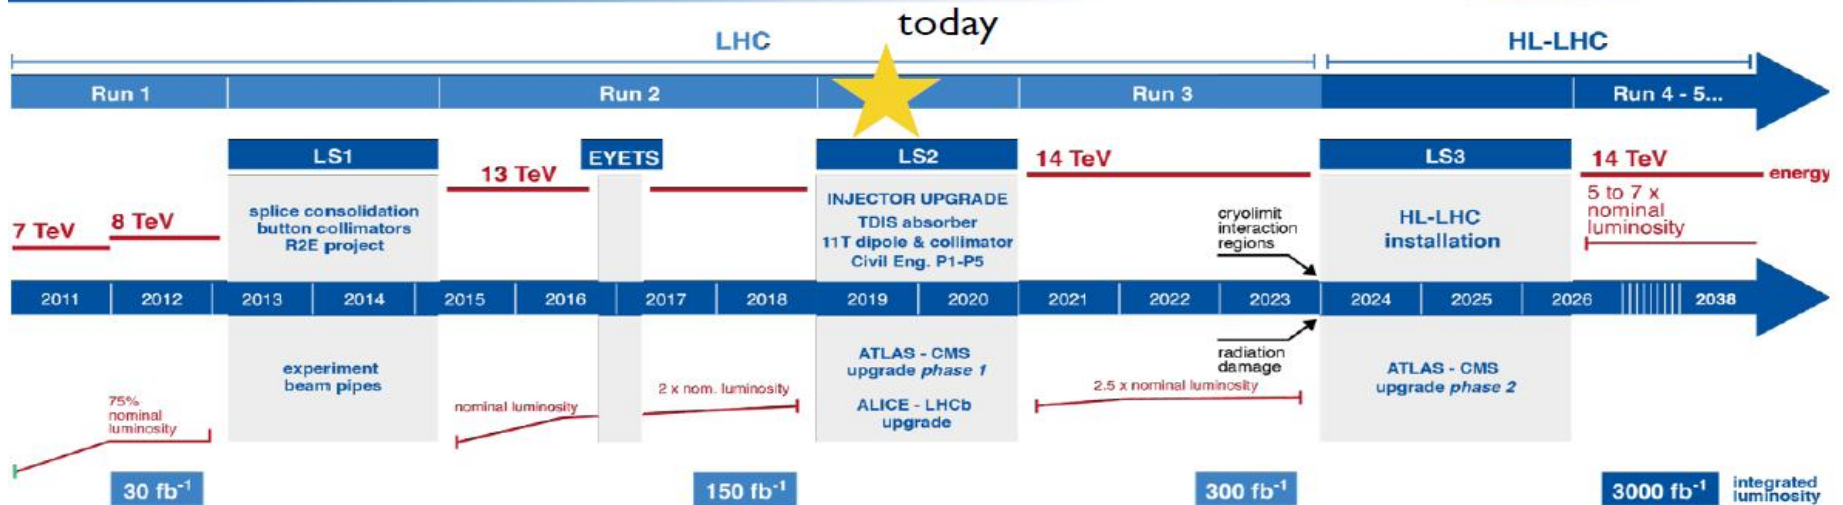 today
LHC
HL-LHC
Run 1
Run 2
Run 3
Run 4 - 5...
LS1
EYETS
LS2
LS3
7 TeV
8 TeV
13 TeV
14 TeV
14 TeV
energy
splice consolidation
button collimators
R2E project
INJECTOR UPGRADE
TDIS absorber
11T dipole & collimator
Civil Eng. P1-P5
cryolimit
interaction
regions
HL-LHC
installation
5 to 7 x
nominal
luminosity
2011
2012
2013
2014
2015
2016
2017
2018
2019
2020
2021
2022
2023
2024
2025
2026
2038
experiment
beam pipes
ATLAS - CMS
upgrade phase 1
ALICE - LHCb
upgrade
radiation
damage
ATLAS - CMS
upgrade phase 2
75%
nominal
luminosity
nominal luminosity
2 x nom. luminosity
2.5 x nominal luminosity
30 fb⁻¹
150 fb⁻¹
300 fb⁻¹
3000 fb⁻¹
integrated
luminosity